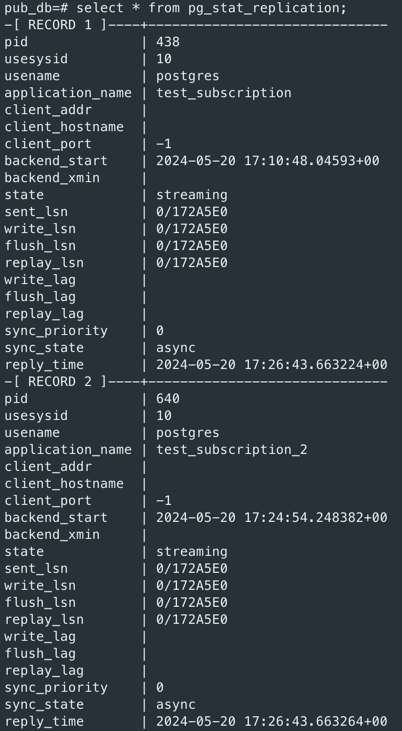 pub_db=# select * from pg_stat_replication;
-[ RECORD 1 ]----+------------------------------
pid              | 438
usesysid         | 10
usename          | postgres
application_name | test_subscription
client_addr      |
client_hostname  |
client_port      | -1
backend_start    | 2024-05-20 17:10:48.04593+00
backend_xmin     |
state            | streaming
sent_lsn         | 0/172A5E0
write_lsn        | 0/172A5E0
flush_lsn        | 0/172A5E0
replay_lsn       | 0/172A5E0
write_lag        |
flush_lag        |
replay_lag       |
sync_priority    | 0
sync_state       | async
reply_time       | 2024-05-20 17:26:43.663224+00
-[ RECORD 2 ]----+------------------------------
pid              | 640
usesysid         | 10
usename          | postgres
application_name | test_subscription_2
client_addr      |
client_hostname  |
client_port      | -1
backend_start    | 2024-05-20 17:24:54.248382+00
backend_xmin     |
state            | streaming
sent_lsn         | 0/172A5E0
write_lsn        | 0/172A5E0
flush_lsn        | 0/172A5E0
replay_lsn       | 0/172A5E0
write_lag        |
flush_lag        |
replay_lag       |
sync_priority    | 0
sync_state       | async
reply_time       | 2024-05-20 17:26:43.663264+00